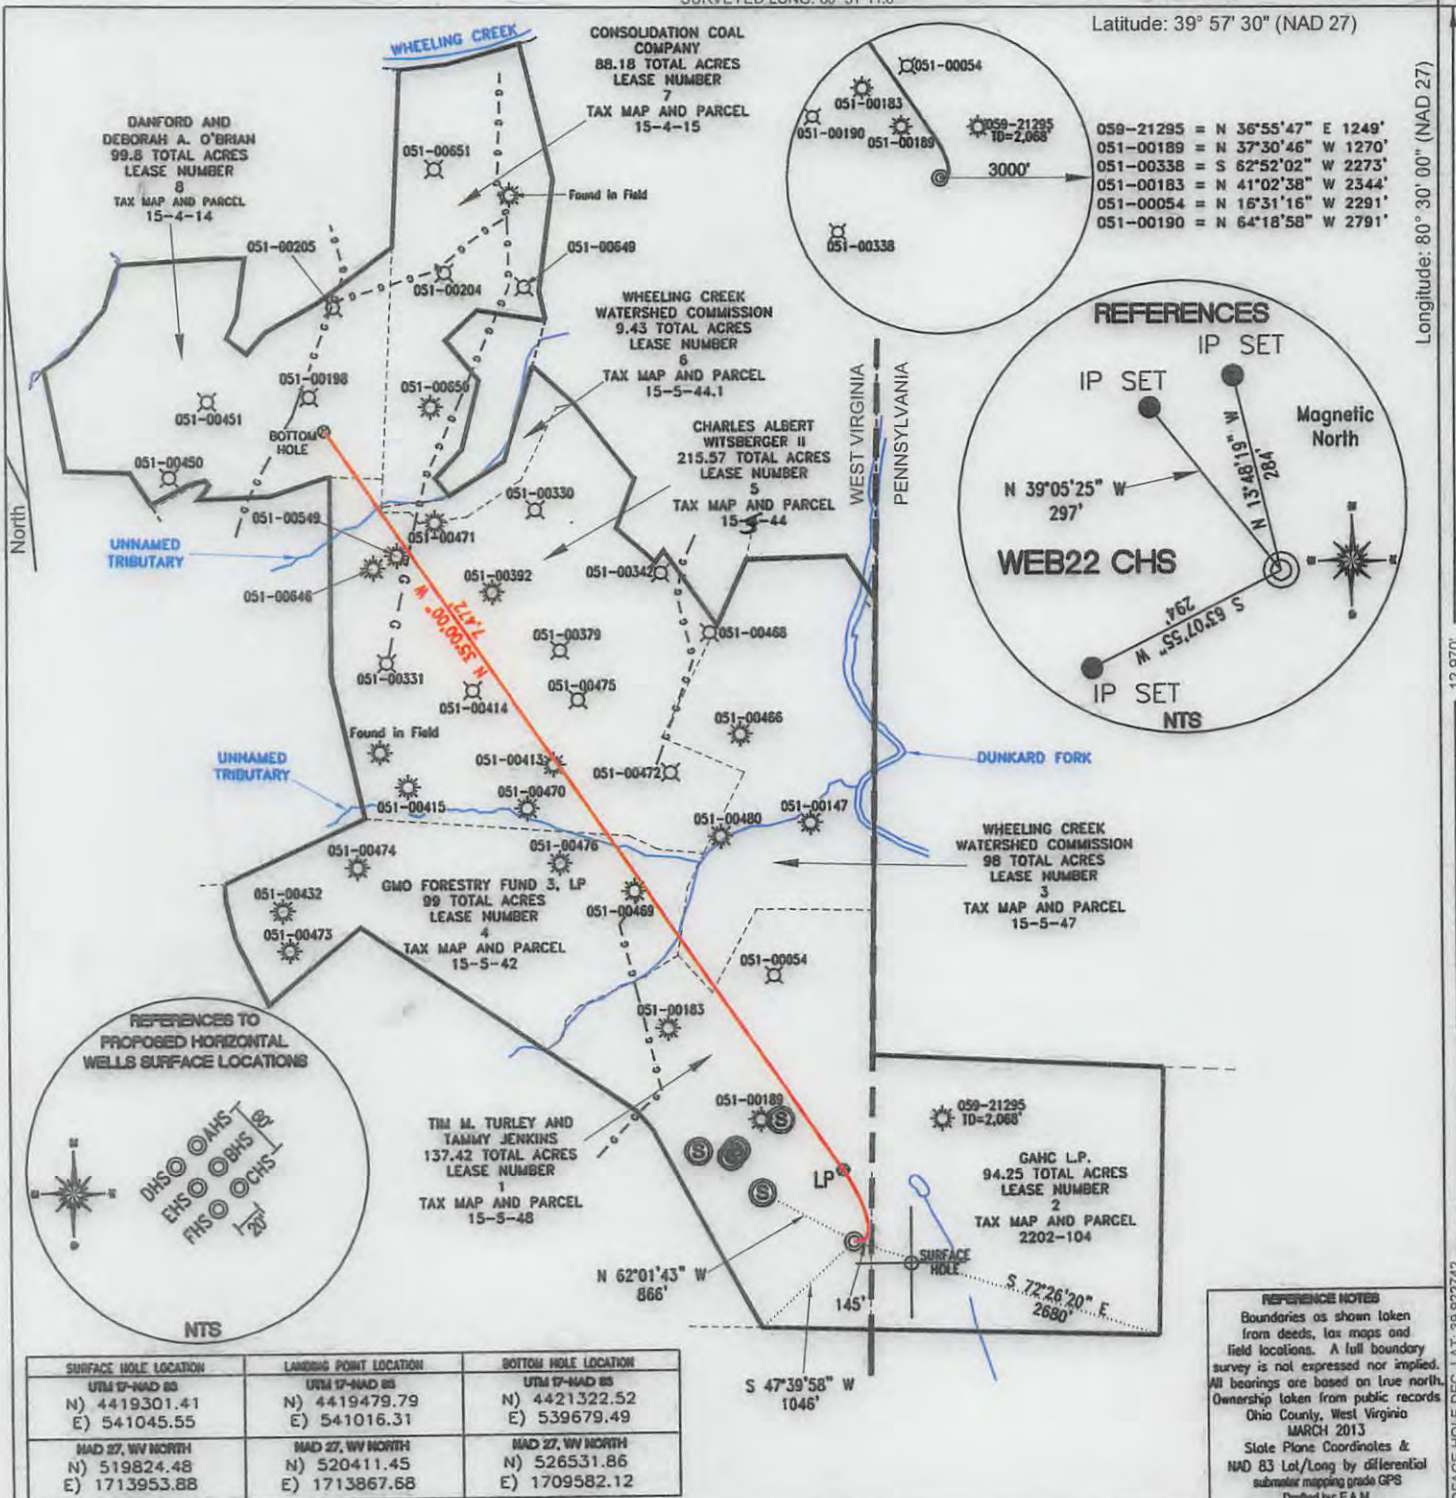 Latitude: 39° 57' 30" (NAD 27)
Longitude: 80° 30' 00" (NAD 27)
WHEELING CREEK
CONSOLIDATION COAL
COMPANY
88.18 TOTAL ACRES
LEASE NUMBER
7
TAX MAP AND PARCEL
15-4-15
DANFORD AND
DEBORAH A. O'BRIAN
99.8 TOTAL ACRES
LEASE NUMBER
8
TAX MAP AND PARCEL
15-4-14
051-00651
Found in Field
051-00205
051-00204
051-00649
051-00054
051-00183
051-00190
051-00189
059-21295
TD=2,068'
3000'
051-00338
059-21295 = N 36°55'47" E 1249'
051-00189 = N 37°30'46" W 1270'
051-00338 = S 62°52'02" W 2273'
051-00183 = N 41°02'38" W 2344'
051-00054 = N 16°31'16" W 2291'
051-00190 = N 64°18'58" W 2791'
WHEELING CREEK
WATERSHED COMMISSION
9.43 TOTAL ACRES
LEASE NUMBER
6
TAX MAP AND PARCEL
15-5-44.1
REFERENCES
IP SET
IP SET
Magnetic
North
N 39°05'25" W
297'
N 13°48'19" W
284'
WEB22 CHS
S 63°07'55" W
294'
IP SET
NTS
051-00198
051-00650
051-00451
BOTTOM
HOLE
051-00450
CHARLES ALBERT
WITSBERGER II
215.57 TOTAL ACRES
LEASE NUMBER
5
TAX MAP AND PARCEL
WEST VIRGINIA
PENNSYLVANIA
North
051-00330
051-00549
051-00471
UNNAMED
TRIBUTARY
051-00646
051-00392
051-00342
N 35°00'00" W
7,472'
051-00379
051-00468
051-00331
051-00475
051-00414
051-00466
Found in Field
UNNAMED
TRIBUTARY
051-00413
051-00472
DUNKARD FORK
051-00415
051-00470
051-00480
051-00147
WHEELING CREEK
WATERSHED COMMISSION
98 TOTAL ACRES
LEASE NUMBER
3
TAX MAP AND PARCEL
15-5-47
051-00474
051-00476
051-00432
GMO FORESTRY FUND 3, LP
99 TOTAL ACRES
LEASE NUMBER
4
TAX MAP AND PARCEL
15-5-42
051-00469
051-00473
051-00054
051-00183
REFERENCES TO
PROPOSED HORIZONTAL
WELLS SURFACE LOCATIONS
AHS
BHS
CHS
DHS
EHS
FHS
60'
20'
NTS
051-00189
S
S
S
TIM M. TURLEY AND
TAMMY JENKINS
137.42 TOTAL ACRES
LEASE NUMBER
1
TAX MAP AND PARCEL
15-5-48
LP
059-21295
TD=2,068'
GAHC L.P.
94.25 TOTAL ACRES
LEASE NUMBER
2
TAX MAP AND PARCEL
2202-104
SURFACE
HOLE
N 62°01'43" W
866'
145'
S 72°26'20" E
2680'
S 47°39'58" W
1046'
SURFACE HOLE LOCATION
UTM 17-NAD 83
N) 4419301.41
E) 541045.55
NAD 27, WV NORTH
N) 519824.48
E) 1713953.88
LANDING POINT LOCATION
UTM 17-NAD 83
N) 4419479.79
E) 541016.31
NAD 27, WV NORTH
N) 520411.45
E) 1713867.68
BOTTOM HOLE LOCATION
UTM 17-NAD 83
N) 4421322.52
E) 539679.49
NAD 27, WV NORTH
N) 526531.86
E) 1709582.12
REFERENCE NOTES
Boundaries as shown taken
from deeds, tax maps and
field locations. A full boundary
survey is not expressed nor implied.
All bearings are based on true north.
Ownership taken from public records
Ohio County, West Virginia
MARCH 2013
State Plane Coordinates &
NAD 83 Lat/Long by differential
submeter mapping grade GPS